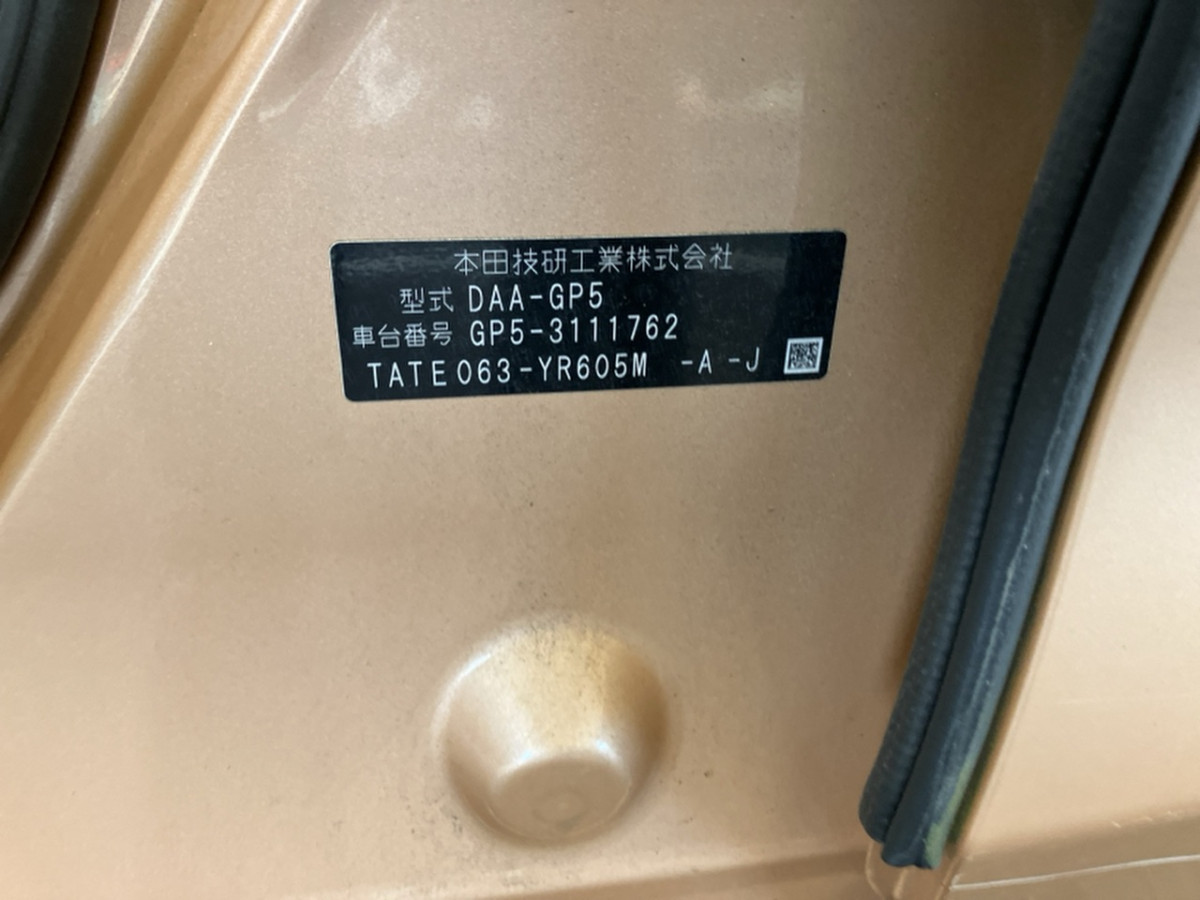 本田技研工業株式会社
型式 DAA-GP5
車台番号 GP5-3111762
TATE063-YR605M -A -J